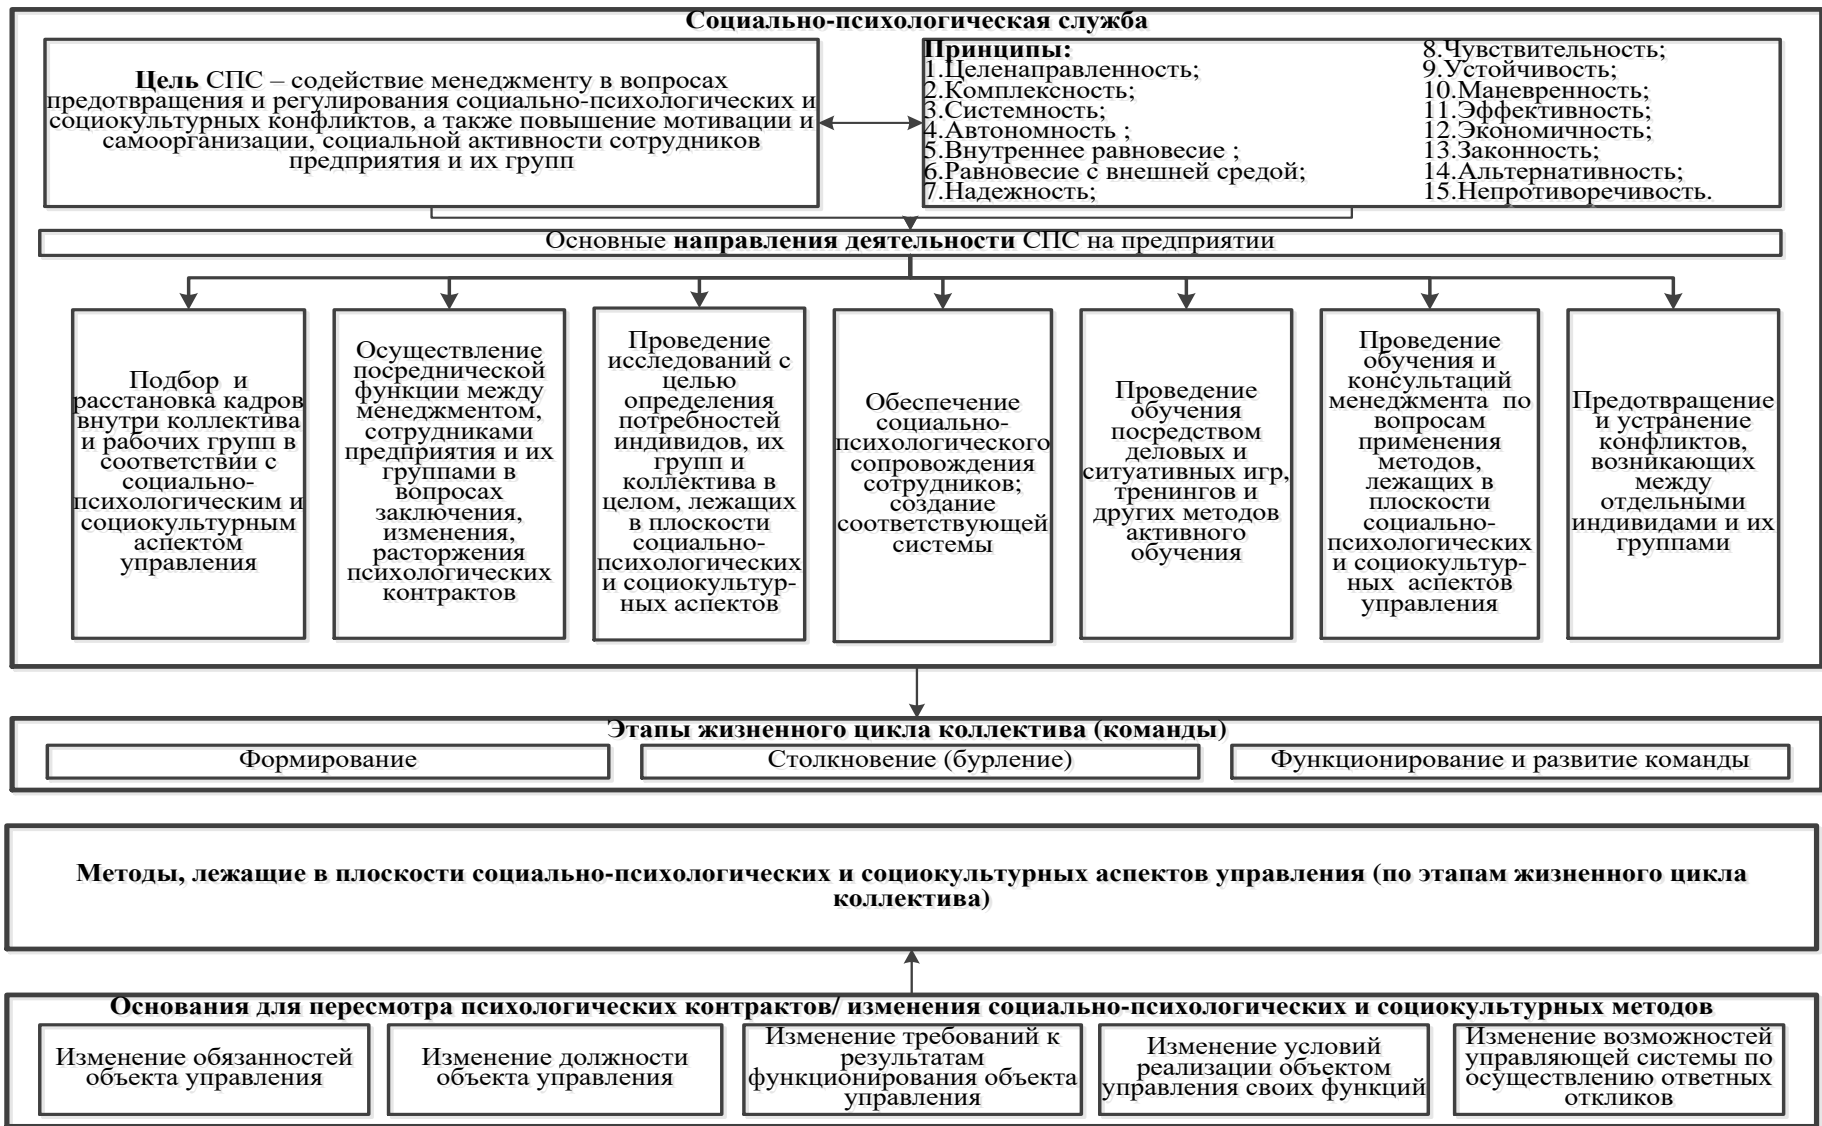 Социально-психологическая служба
Цель СПС – содействие менеджменту в вопросах
предотвращения и регулирования социально-психологических и
социокультурных конфликтов, а также повышение мотивации и
самоорганизации, социальной активности сотрудников
предприятия и их групп
Принципы:
1.Целенаправленность;
2.Комплексность;
3.Системность;
4.Автономность ;
5.Внутреннее равновесие ;
6.Равновесие с внешней средой;
7.Надежность;
8.Чувствительность;
9.Устойчивость;
10.Маневренность;
11.Эффективность;
12.Экономичность;
13.Законность;
14.Альтернативность;
15.Непротиворечивость.
Основные направления деятельности СПС на предприятии
Подбор и
расстановка кадров
внутри коллектива
и рабочих групп в
соответствии с
социально-
психологическим и
социокультурным
аспектом
управления
Осуществление
посреднической
функции между
менеджментом,
сотрудниками
предприятия и их
группами в
вопросах
заключения,
изменения,
расторжения
психологических
контрактов
Проведение
исследований с
целью
определения
потребностей
индивидов, их
групп и
коллектива в
целом, лежащих
в плоскости
социально-
психологических
и социокультур-
ных аспектов
Обеспечение
социально-
психологического
сопровождения
сотрудников;
создание
соответствующей
системы
Проведение
обучения
посредством
деловых и
ситуативных игр,
тренингов и
других методов
активного
обучения
Проведение
обучения и
консультаций
менеджмента по
вопросам
применения
методов,
лежащих в
плоскости
социально-
психологических
и социокультур-
ных аспектов
управления
Предотвращение
и устранение
конфликтов,
возникающих
между
отдельными
индивидами и их
группами
Этапы жизненного цикла коллектива (команды)
Формирование
Столкновение (бурление)
Функционирование и развитие команды
Методы, лежащие в плоскости социально-психологических и социокультурных аспектов управления (по этапам жизненного цикла
коллектива)
Основания для пересмотра психологических контрактов/ изменения социально-психологических и социокультурных методов
Изменение обязанностей
объекта управления
Изменение должности
объекта управления
Изменение требований к
результатам
функционирования объекта
управления
Изменение условий
реализации объектом
управления своих функций
Изменение возможностей
управляющей системы по
осуществлению ответных
откликов